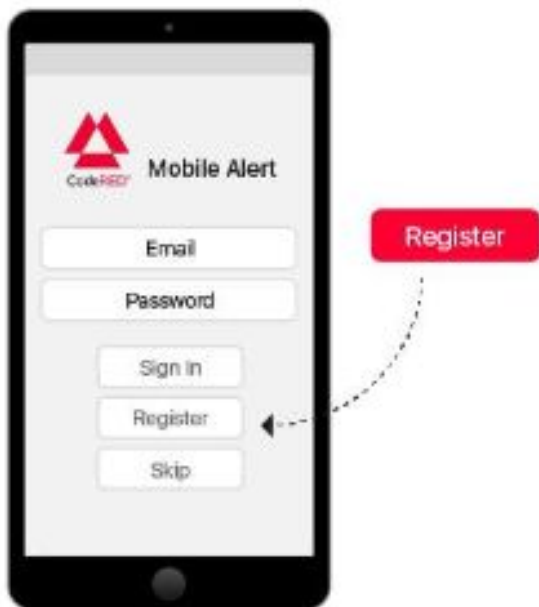 CodeRED®
Mobile Alert
Email
Password
Sign In
Register
Skip
Register